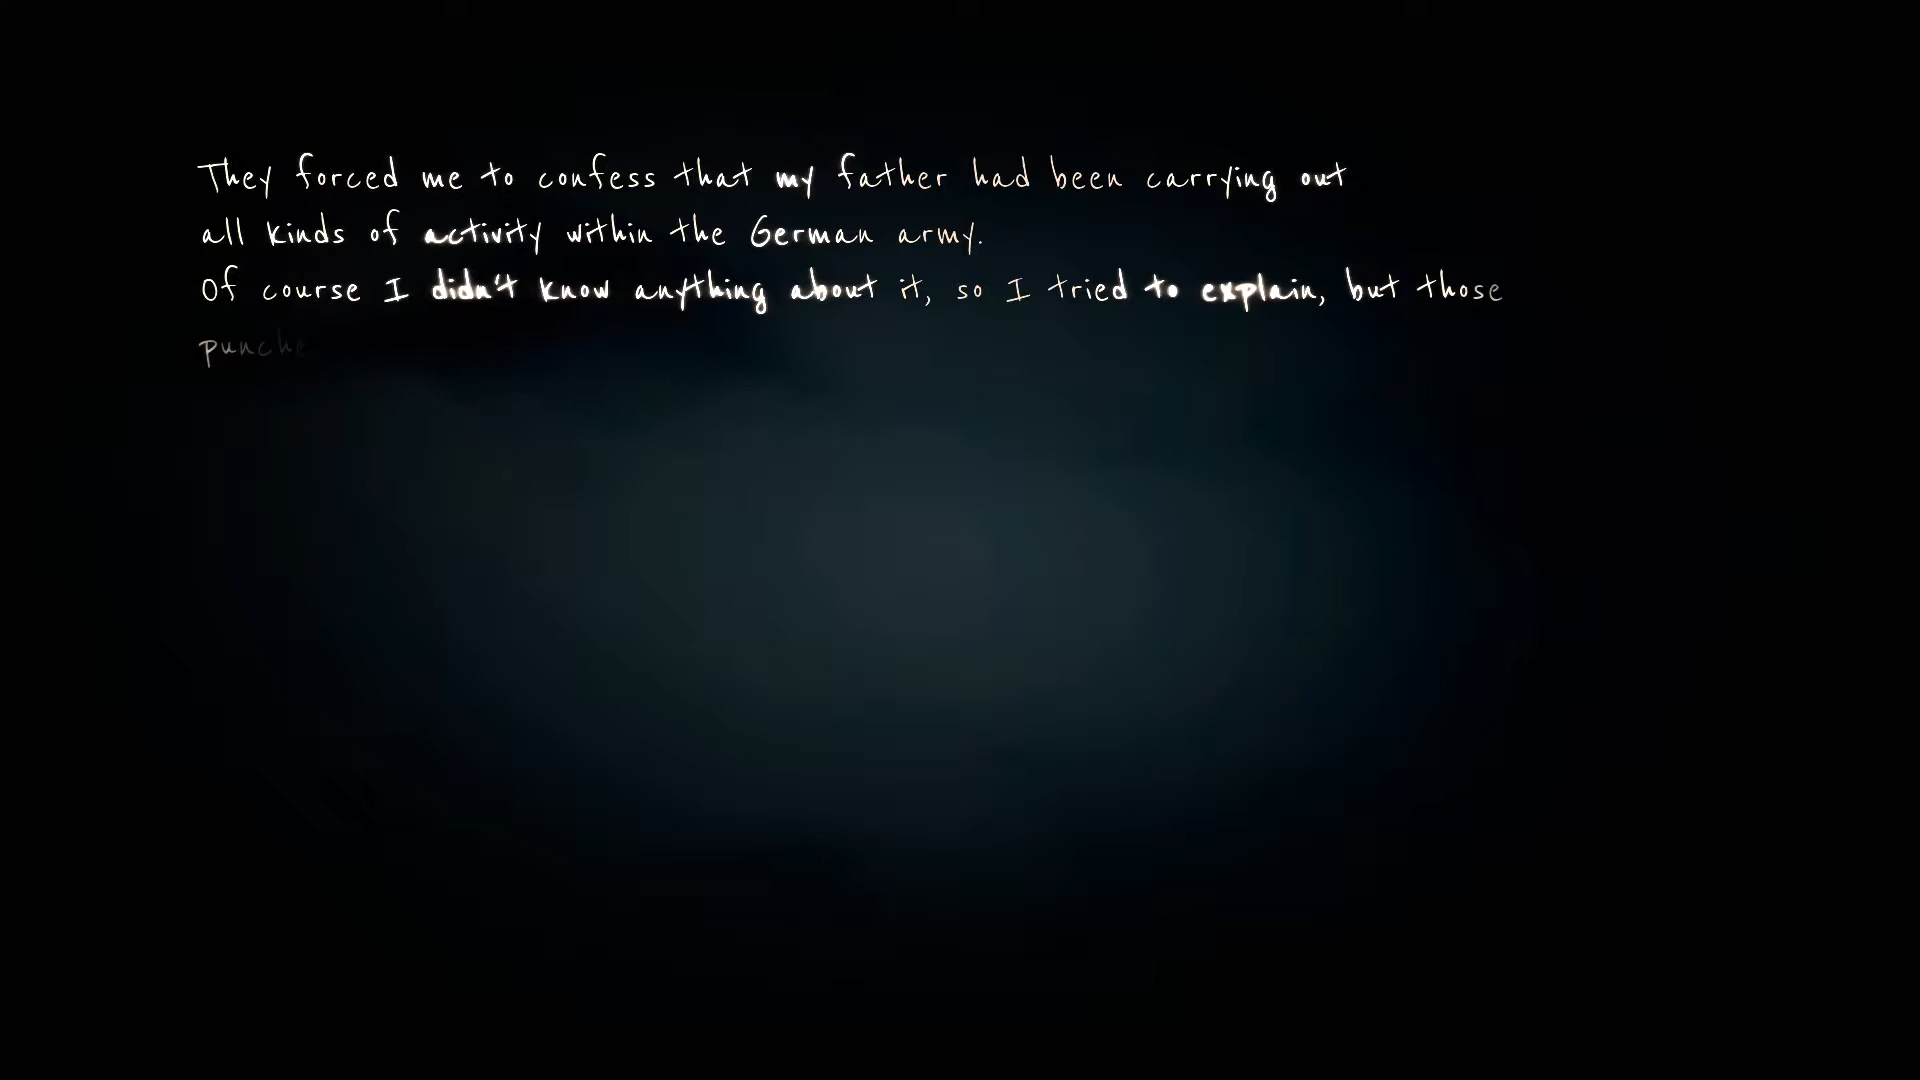 They forced me to confess that my father had been carrying out
all kinds of activity within the German army.
Of course I didn't know anything about it, so I tried to explain, but those
punche